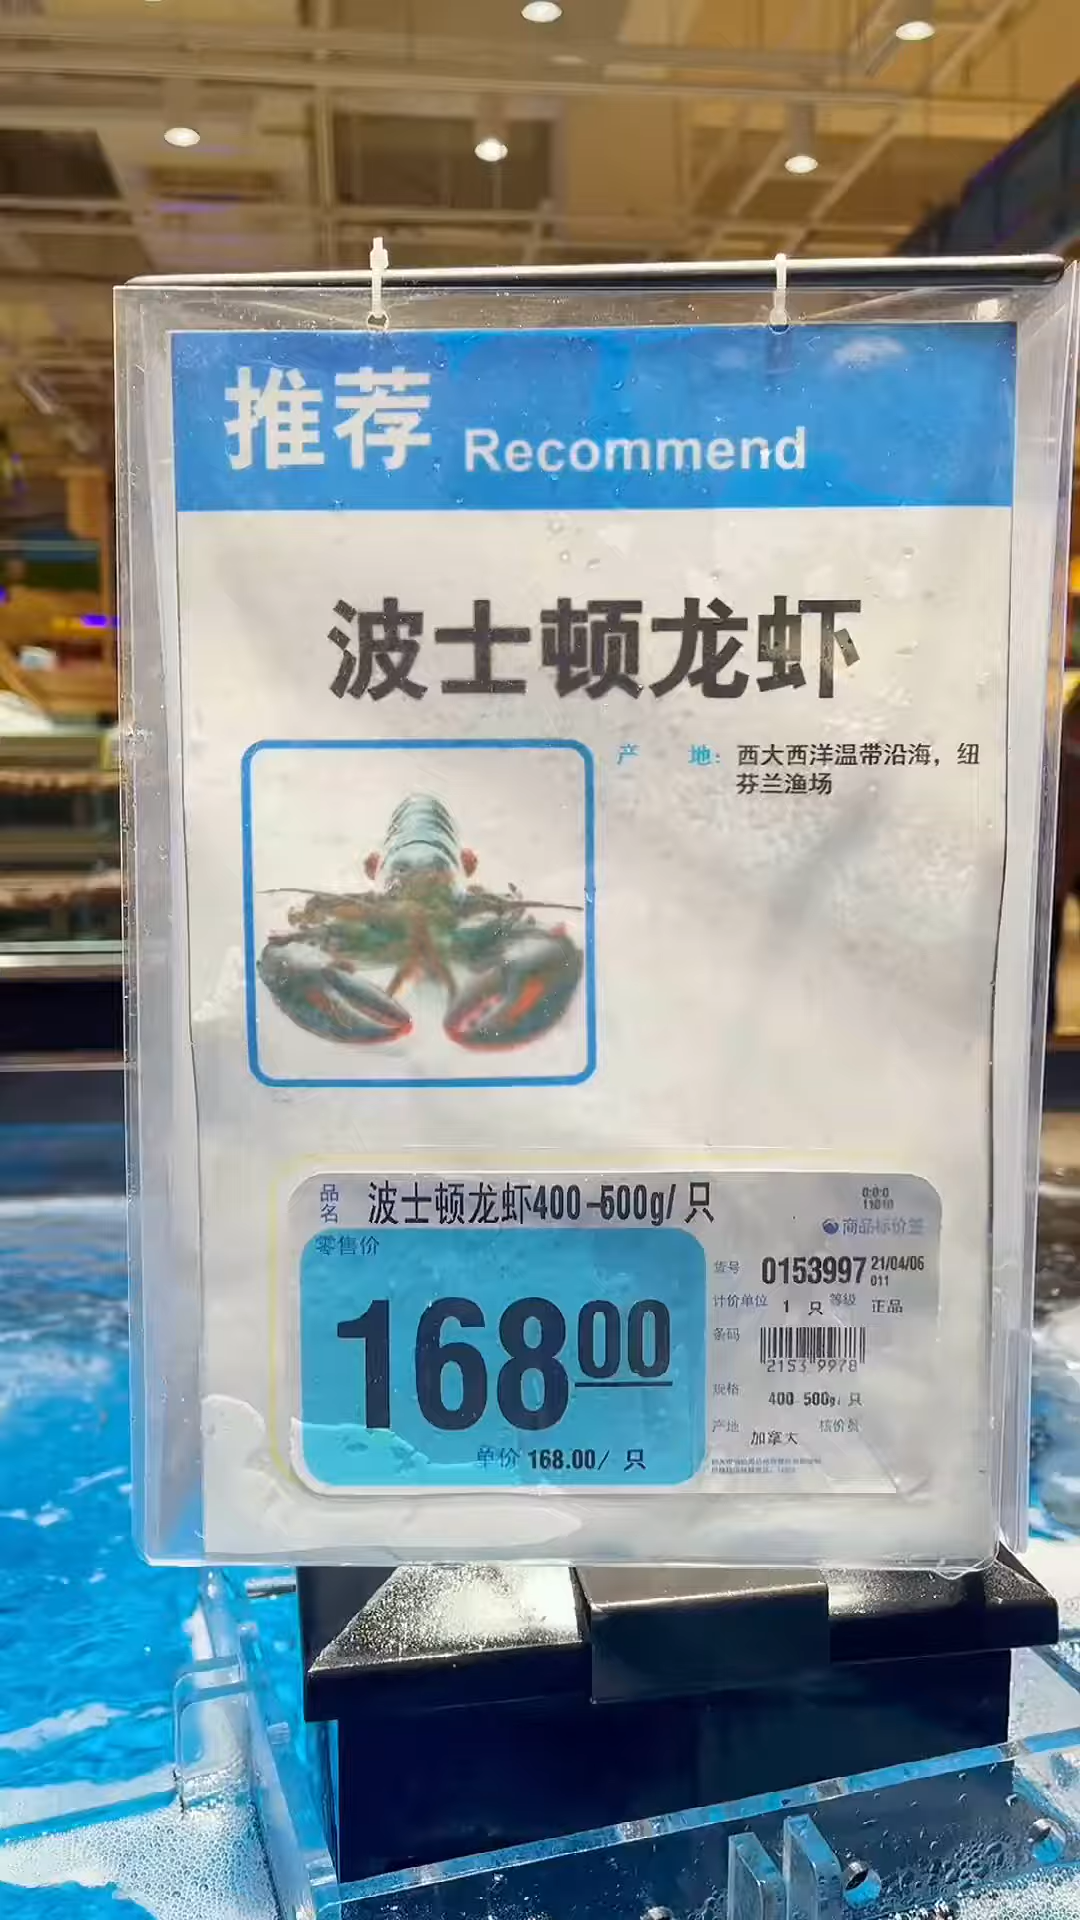 推荐 Recommend
波士顿龙虾
产 地：西大西洋温带沿海，纽
芬兰渔场
品名 波士顿龙虾400-500g/只
商品标价签
零售价
168.00
单价 168.00/ 只
货号 0153997 21/04/06
011
计价单位 1 只 等级 正品
条码
2153 9978
规格 400-500g/只
产地 加拿大 核价员